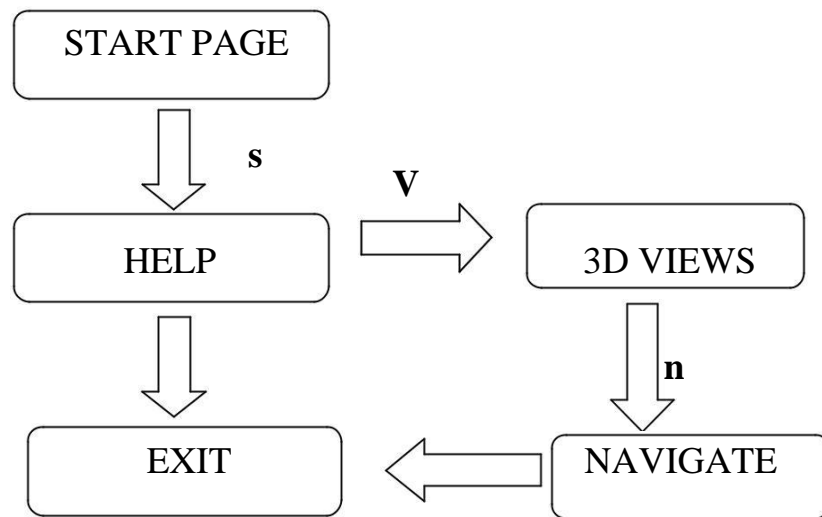 START PAGE
s
V
HELP
3D VIEWS
n
EXIT
NAVIGATE